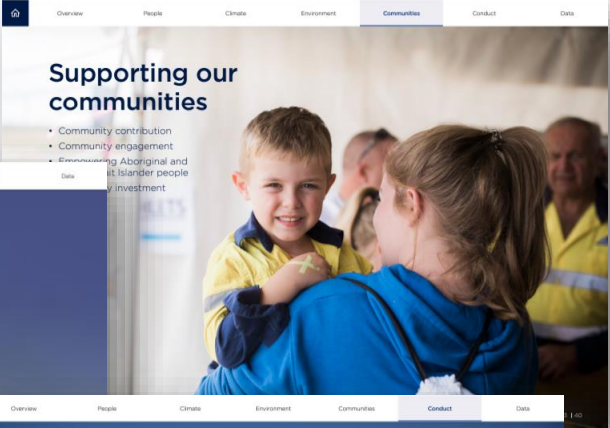 Overview People Climate Environment Communities Conduct Data
Supporting our
communities
• Community contribution
• Community engagement
• Empowering Aboriginal and
it Islander people
y investment
Data
Overview People Climate Environment Communities Conduct Data
| 40